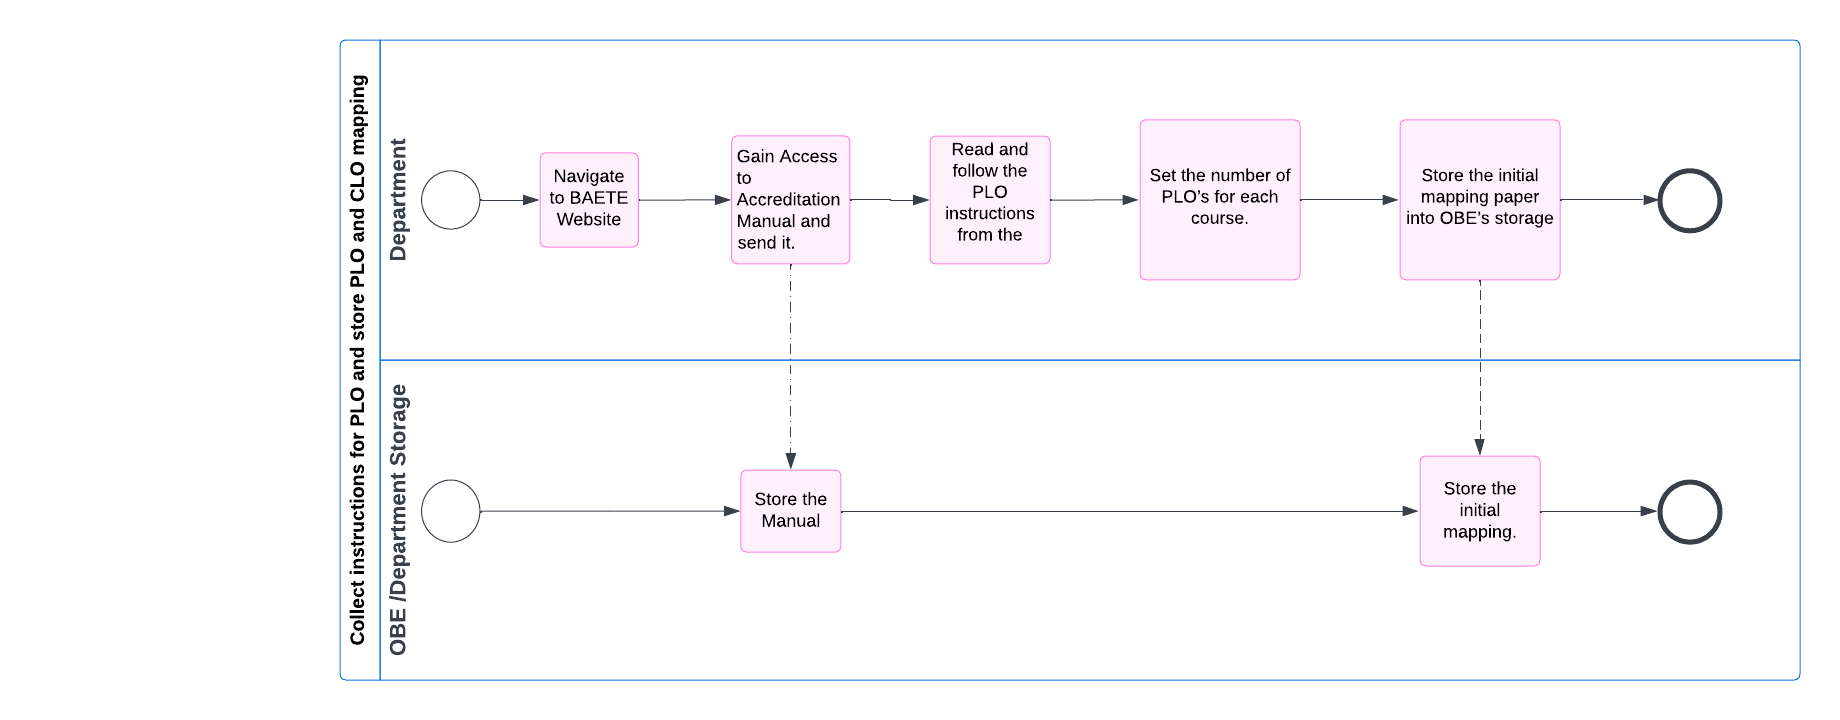 Collect instructions for PLO and store PLO and CLO mapping
Department
Navigate
to BAETE
Website
Gain Access
to
Accreditation
Manual and
send it.
Read and
follow the
PLO
instructions
from the
Set the number of
PLO's for each
course.
Store the initial
mapping paper
into OBE's storage
OBE /Department Storage
Store the
Manual
Store the
initial
mapping.